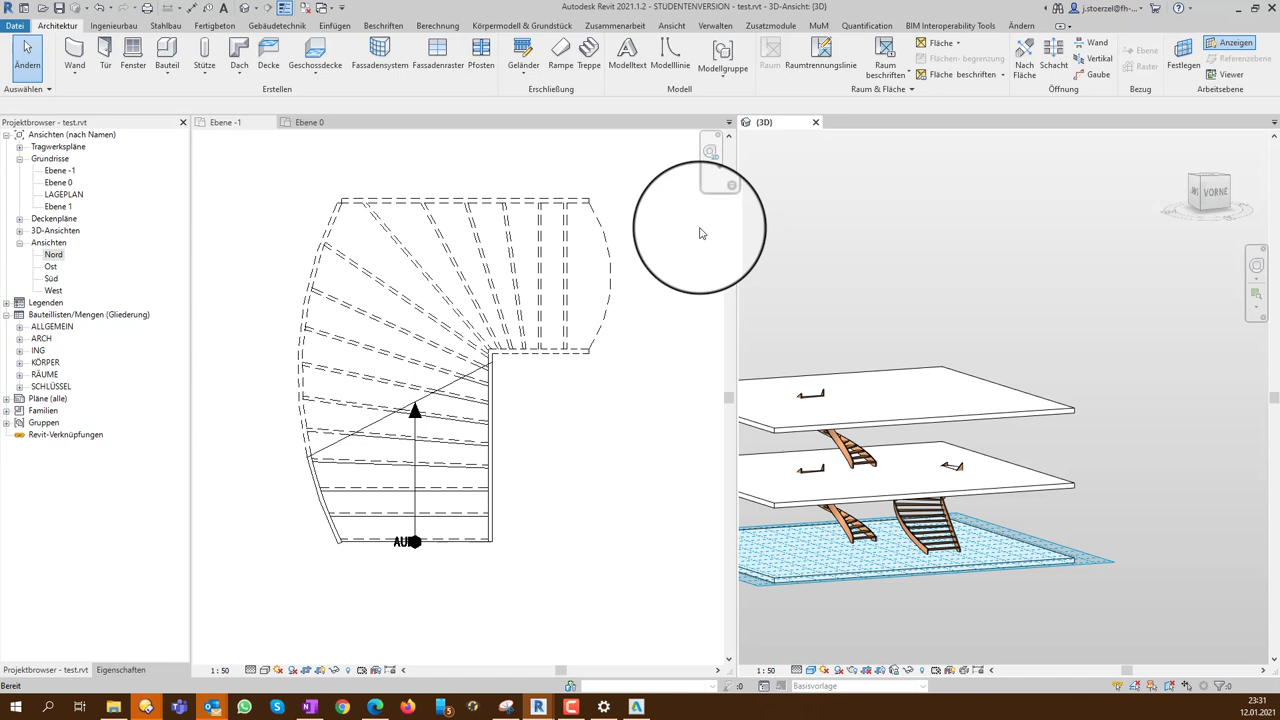 Autodesk Revit 2021.1.2 - STUDENTENVERSION - test.rvt - 3D-Ansicht: {3D}
j.stoerzel@fh-...
Datei Architektur Ingenieurbau Stahlbau Fertigbeton Gebäudetechnik Einfügen Beschriften Berechnung Körpermodell & Grundstück Zusammenarbeit Ansicht Verwalten Zusatzmodule MuM Quantification BIM Interoperability Tools Ändern
Ändern Wand Tür Fenster Bauteil Stütze Dach Decke Geschossdecke Fassadensystem Fassadenraster Pfosten Geländer Rampe Treppe Modelltext Modelllinie Modellgruppe Raum Raumtrennungslinie Raum beschriften
Fläche
Flächen- begrenzung
Fläche beschriften
Nach Fläche Schacht
Wand
Vertikal
Gaube
Ebene
Raster
Festlegen
Anzeigen
Referenzebene
Viewer
Auswählen Erstellen Erschließung Modell Raum & Fläche Öffnung Bezug Arbeitsebene
Projektbrowser - test.rvt
Ebene -1 Ebene 0 {3D}
Ansichten (nach Namen)
Tragwerkspläne
Grundrisse
Ebene -1
Ebene 0
LAGEPLAN
Ebene 1
Deckenpläne
3D-Ansichten
Ansichten
Nord
Ost
Süd
West
Legenden
Bauteillisten/Mengen (Gliederung)
ALLGEMEIN
ARCH
ING
KÖRPER
RÄUME
SCHLÜSSEL
Pläne (alle)
Familien
Gruppen
Revit-Verknüpfungen
VORNE
Projektbrowser - test.rvt Eigenschaften
1 : 50
1 : 50
Bereit
:0
Basisvorlage
:0
23:31
12.01.2021